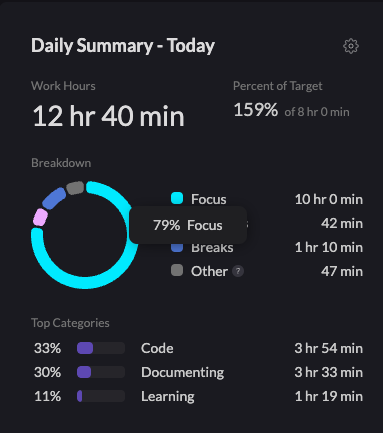 Daily Summary - Today
Work Hours
Percent of Target
12 hr 40 min
159% of 8 hr 0 min
Breakdown
Focus 10 hr 0 min
79% Focus
42 min
Breaks 1 hr 10 min
Other ? 47 min
Top Categories
33% Code 3 hr 54 min
30% Documenting 3 hr 33 min
11% Learning 1 hr 19 min